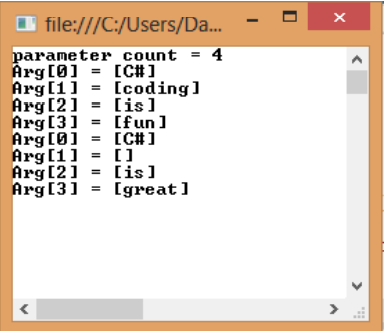 file:///C:/Users/Da...
parameter count = 4
Arg[0] = [C#]
Arg[1] = [coding]
Arg[2] = [is]
Arg[3] = [fun]
Arg[0] = [C#]
Arg[1] = []
Arg[2] = [is]
Arg[3] = [great]